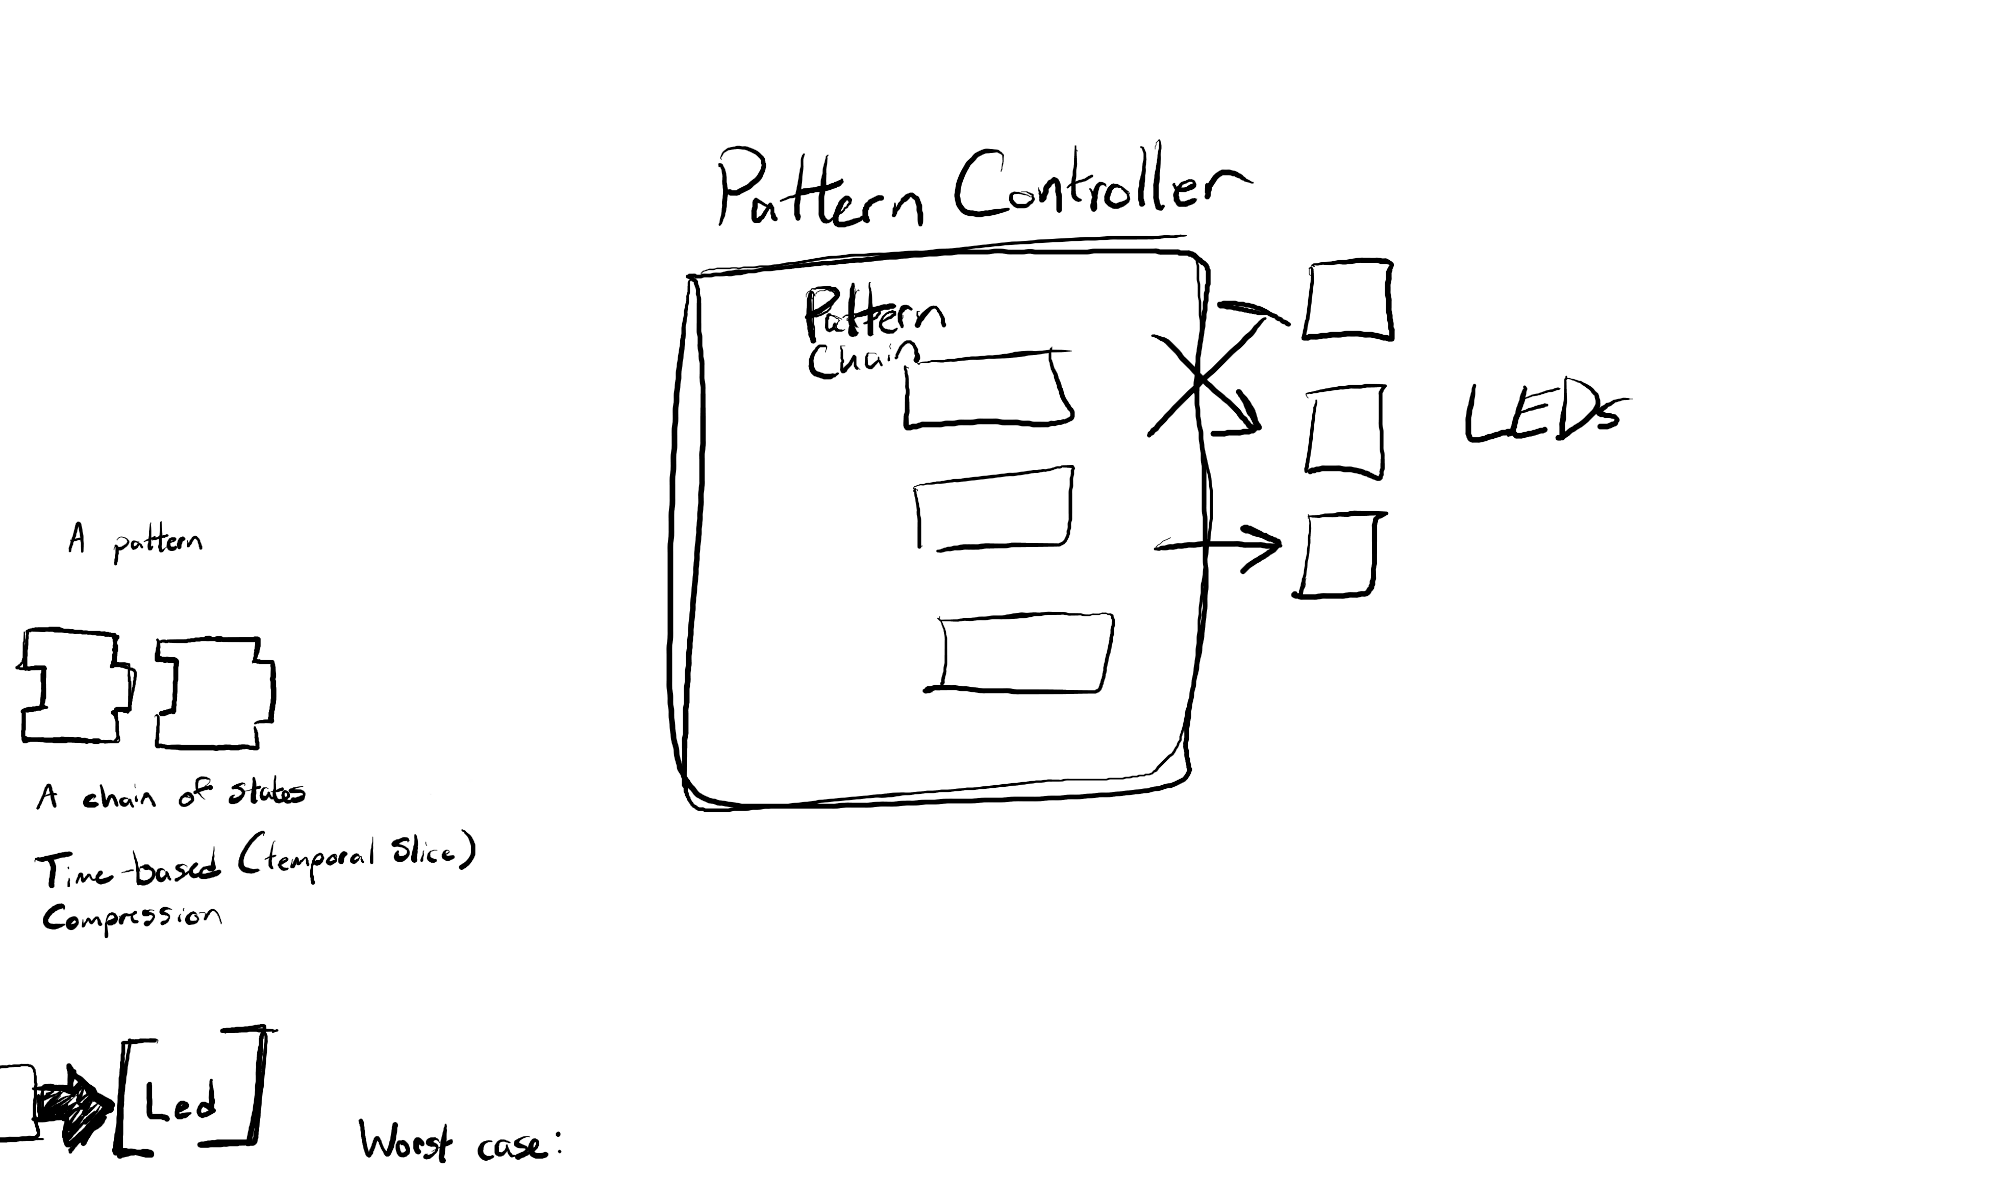 Pattern Controller
Pattern
Chain
LEDs
A pattern
A chain of states
Time-based (temporal slice)
Compression
Led
Worst case: